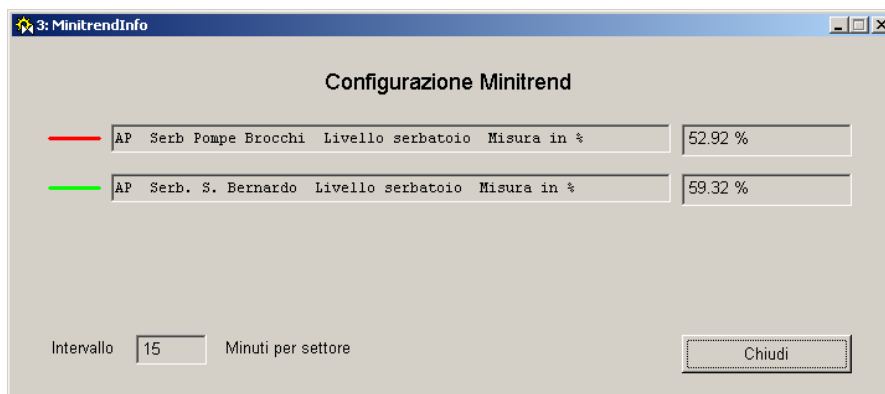 3: MinitrendInfo
Configurazione Minitrend
AP  Serb Pompe Brocchi  Livello serbatoio  Misura in % 52.92 %
AP  Serb. S. Bernardo  Livello serbatoio  Misura in % 59.32 %
Intervallo 15 Minuti per settore Chiudi